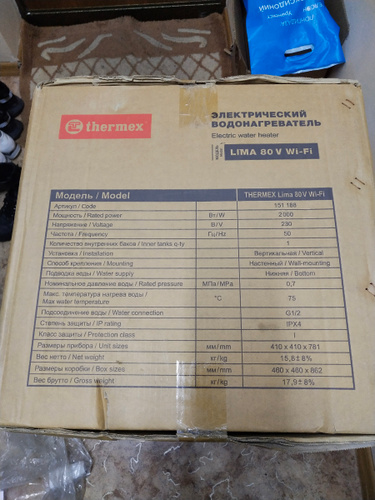 thermex
ЭЛЕКТРИЧЕСКИЙ
ВОДОНАГРЕВАТЕЛЬ
Electric water heater
LIMA 80 V Wi-Fi
Модель / Model THERMEX Lima 80 V Wi-Fi
Артикул / Code 151 188
Мощность / Rated power Вт/W 2000
Напряжение / Voltage В/V 230
Частота / Frequency Гц/Hz 50
Количество внутренних баков / Inner tanks q-ty 1
Установка / Installation Вертикальная / Vertical
Способ крепления / Mounting Настенный / Wall-mounting
Подводка воды / Water supply Нижняя / Bottom
Номинальное давление воды / Rated pressure МПа/MPa 0,7
Макс. температура нагрева воды /
Max water temperature °C 75
Подсоединение воды / Water connection G1/2
Степень защиты / IP rating IPX4
Класс защиты / Protection class I
Размеры прибора / Unit sizes мм/mm 410 x 410 x 781
Вес нетто / Net weight кг/kg 15,6± 8%
Размеры коробки / Box sizes мм/mm 460 x 460 x 862
Вес брутто / Gross weight кг/kg 17,9± 8%